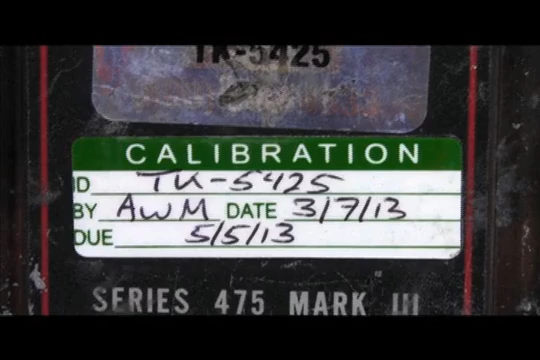 TK-5425
CALIBRATION
ID TK-5425
BY AWM DATE 3/7/13
DUE 5/5/13
SERIES 475 MARK III